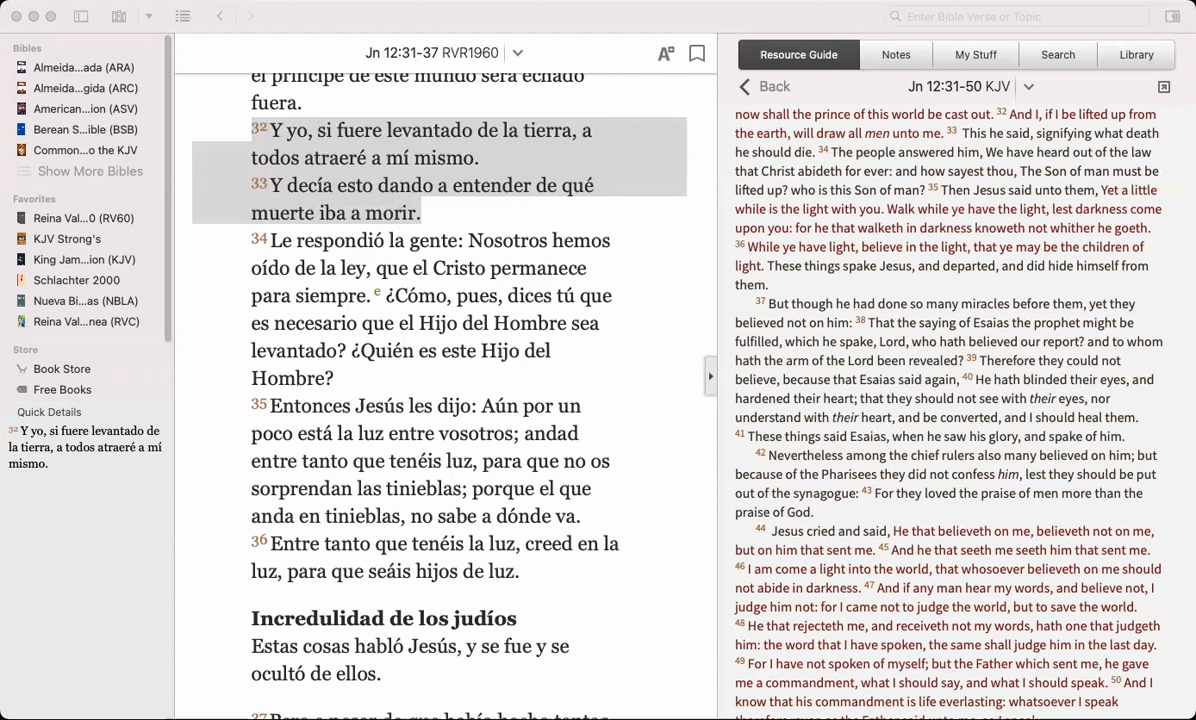 Enter Bible Verse or Topic
Bibles
Almeida...ada (ARA)
Almeida...gida (ARC)
American...ion (ASV)
Berean S...ible (BSB)
Common...o the KJV
Show More Bibles
Favorites
Reina Val...0 (RV60)
KJV Strong's
King Jam...ion (KJV)
Schlachter 2000
Nueva Bi...as (NBLA)
Reina Val...nea (RVC)
Store
Book Store
Free Books
Quick Details
32 Y yo, si fuere levantado de
la tierra, a todos atraeré a mí
mismo.
Jn 12:31-37 RVR1960
el príncipe de este mundo será echado
fuera.
32 Y yo, si fuere levantado de la tierra, a
todos atraeré a mí mismo.
33 Y decía esto dando a entender de qué
muerte iba a morir.
34 Le respondió la gente: Nosotros hemos
oído de la ley, que el Cristo permanece
para siempre. e ¿Cómo, pues, dices tú que
es necesario que el Hijo del Hombre sea
levantado? ¿Quién es este Hijo del
Hombre?
35 Entonces Jesús les dijo: Aún por un
poco está la luz entre vosotros; andad
entre tanto que tenéis luz, para que no os
sorprendan las tinieblas; porque el que
anda en tinieblas, no sabe a dónde va.
36 Entre tanto que tenéis la luz, creed en la
luz, para que seáis hijos de luz.
Incredulidad de los judíos
Estas cosas habló Jesús, y se fue y se
ocultó de ellos.
37 Pero a pesar de que había hecho tantas
Resource Guide
Notes
My Stuff
Search
Library
Back
Jn 12:31-50 KJV
now shall the prince of this world be cast out. 32 And I, if I be lifted up from
the earth, will draw all men unto me. 33 This he said, signifying what death
he should die. 34 The people answered him, We have heard out of the law
that Christ abideth for ever: and how sayest thou, The Son of man must be
lifted up? who is this Son of man? 35 Then Jesus said unto them, Yet a little
while is the light with you. Walk while ye have the light, lest darkness come
upon you: for he that walketh in darkness knoweth not whither he goeth.
36 While ye have light, believe in the light, that ye may be the children of
light. These things spake Jesus, and departed, and did hide himself from
them.
37 But though he had done so many miracles before them, yet they
believed not on him: 38 That the saying of Esaias the prophet might be
fulfilled, which he spake, Lord, who hath believed our report? and to whom
hath the arm of the Lord been revealed? 39 Therefore they could not
believe, because that Esaias said again, 40 He hath blinded their eyes, and
hardened their heart; that they should not see with their eyes, nor
understand with their heart, and be converted, and I should heal them.
41 These things said Esaias, when he saw his glory, and spake of him.
42 Nevertheless among the chief rulers also many believed on him; but
because of the Pharisees they did not confess him, lest they should be put
out of the synagogue: 43 For they loved the praise of men more than the
praise of God.
44 Jesus cried and said, He that believeth on me, believeth not on me,
but on him that sent me. 45 And he that seeth me seeth him that sent me.
46 I am come a light into the world, that whosoever believeth on me should
not abide in darkness. 47 And if any man hear my words, and believe not, I
judge him not: for I came not to judge the world, but to save the world.
48 He that rejecteth me, and receiveth not my words, hath one that judgeth
him: the word that I have spoken, the same shall judge him in the last day.
49 For I have not spoken of myself; but the Father which sent me, he gave
me a commandment, what I should say, and what I should speak. 50 And I
know that his commandment is life everlasting: whatsoever I speak
therefore, even as the Father said unto me, so I speak.